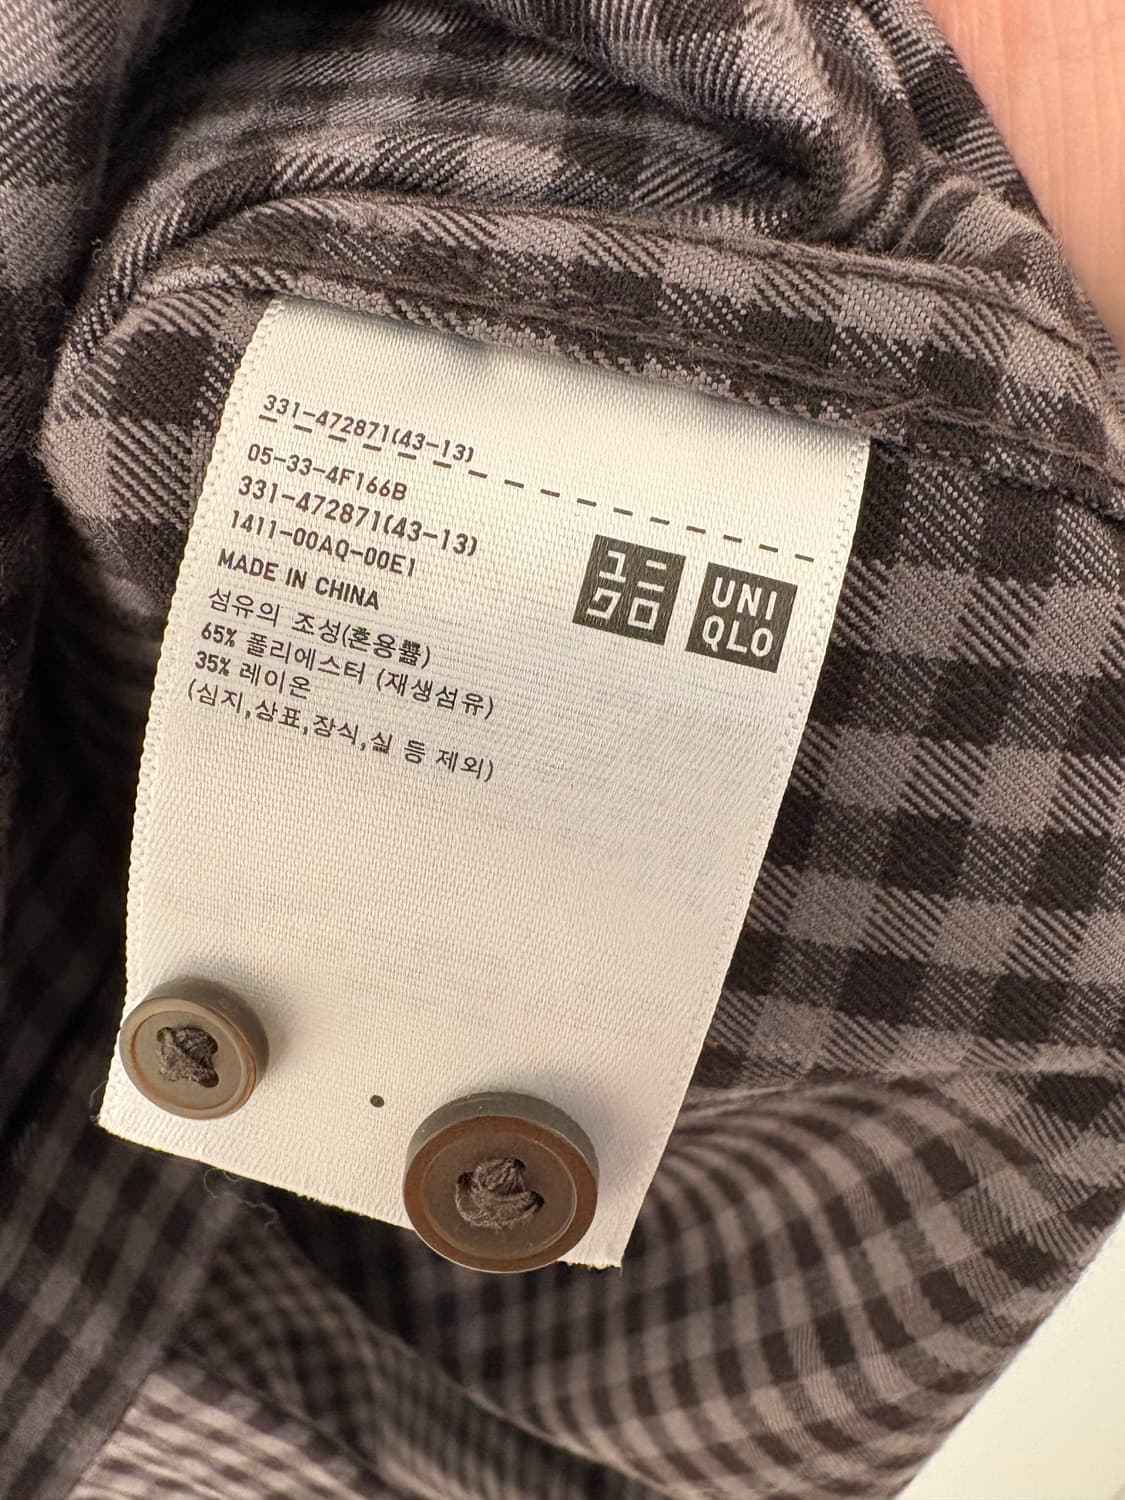 331-472871(43-13)
05-33-4F166B
331-472871(43-13)
1411-00AQ-00E1
MADE IN CHINA
섬유의 조성(혼용률)
65% 폴리에스터 (재생섬유)
35% 레이온
(심지,상표,장식,실 등 제외)
ユニ
クロ
UNI
QLO